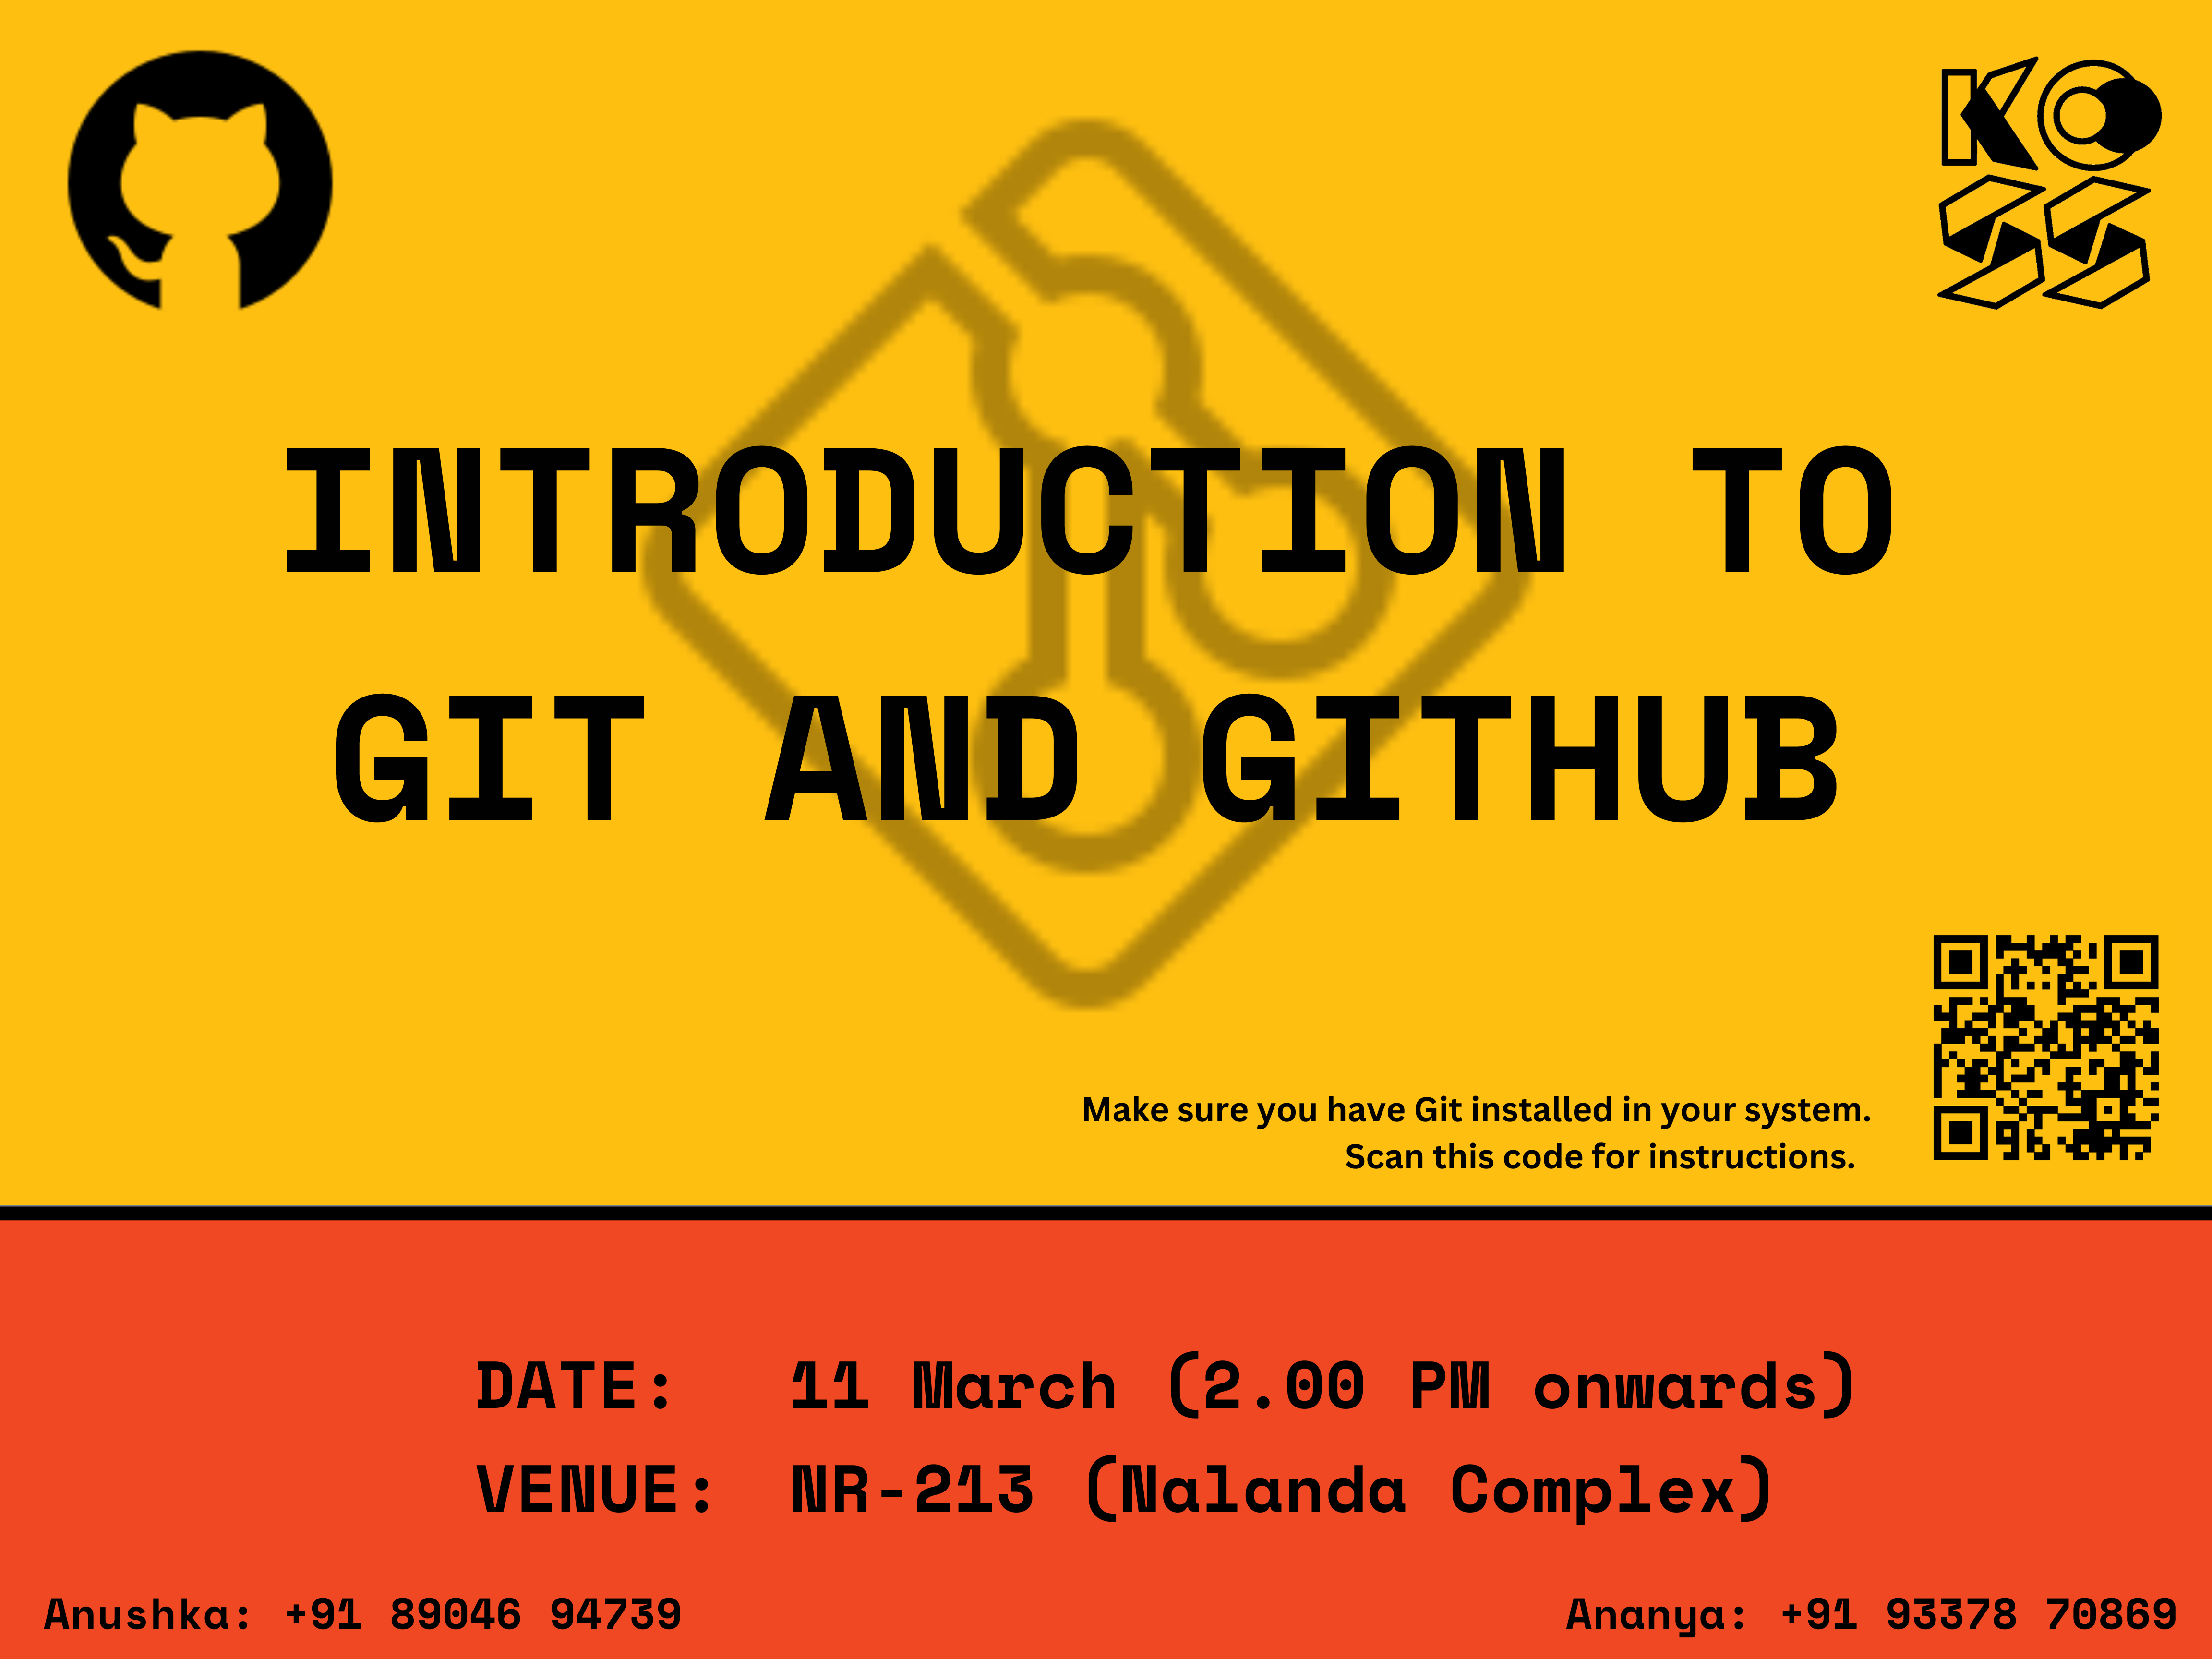 KO
SS
INTRODUCTION TO
GIT AND GITHUB
Make sure you have Git installed in your system.
Scan this code for instructions.
DATE: 11 March (2.00 PM onwards)
VENUE: NR-213 (Nalanda Complex)
Anushka: +91 89046 94739
Ananya: +91 93378 70869